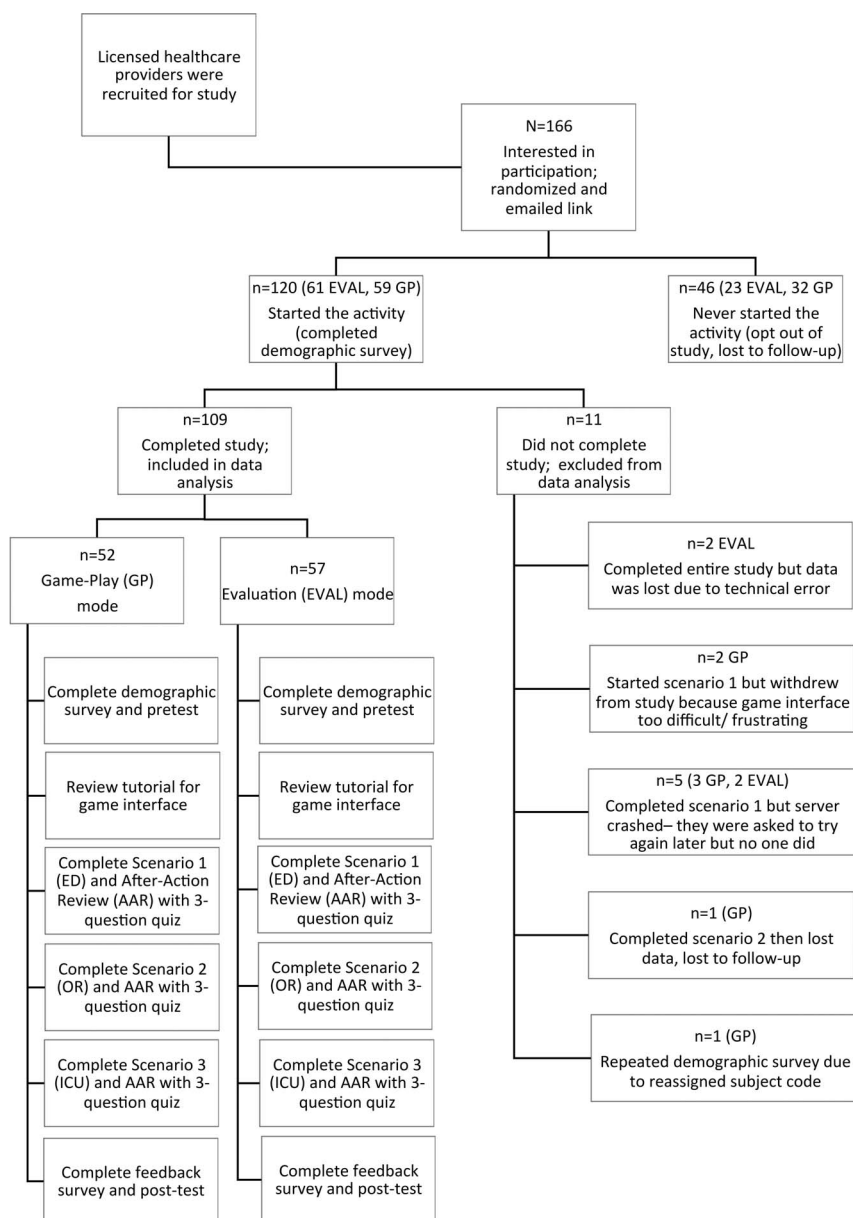 Licensed healthcare
providers were
recruited for study
N=166
Interested in
participation;
randomized and
emailed link
n=120 (61 EVAL, 59 GP)
Started the activity
(completed
demographic survey)
n=46 (23 EVAL, 32 GP
Never started the
activity (opt out of
study, lost to follow-up)
n=109
Completed study;
included in data
analysis
n=11
Did not complete
study; excluded from
data analysis
n=52
Game-Play (GP)
mode
n=57
Evaluation (EVAL) mode
Complete demographic
survey and pretest
Review tutorial for
game interface
Complete Scenario 1
(ED) and After-Action
Review (AAR) with 3-
question quiz
Complete Scenario 2
(OR) and AAR with 3-
question quiz
Complete Scenario 3
(ICU) and AAR with 3-
question quiz
Complete feedback
survey and post-test
Complete demographic
survey and pretest
Review tutorial for
game interface
Complete Scenario 1
(ED) and After-Action
Review (AAR) with 3-
question quiz
Complete Scenario 2
(OR) and AAR with 3-
question quiz
Complete Scenario 3
(ICU) and AAR with 3-
question quiz
Complete feedback
survey and post-test
n=2 EVAL
Completed entire study but data
was lost due to technical error
n=2 GP
Started scenario 1 but withdrew
from study because game interface
too difficult/ frustrating
n=5 (3 GP, 2 EVAL)
Completed scenario 1 but server
crashed– they were asked to try
again later but no one did
n=1 (GP)
Completed scenario 2 then lost
data, lost to follow-up
n=1 (GP)
Repeated demographic survey due
to reassigned subject code